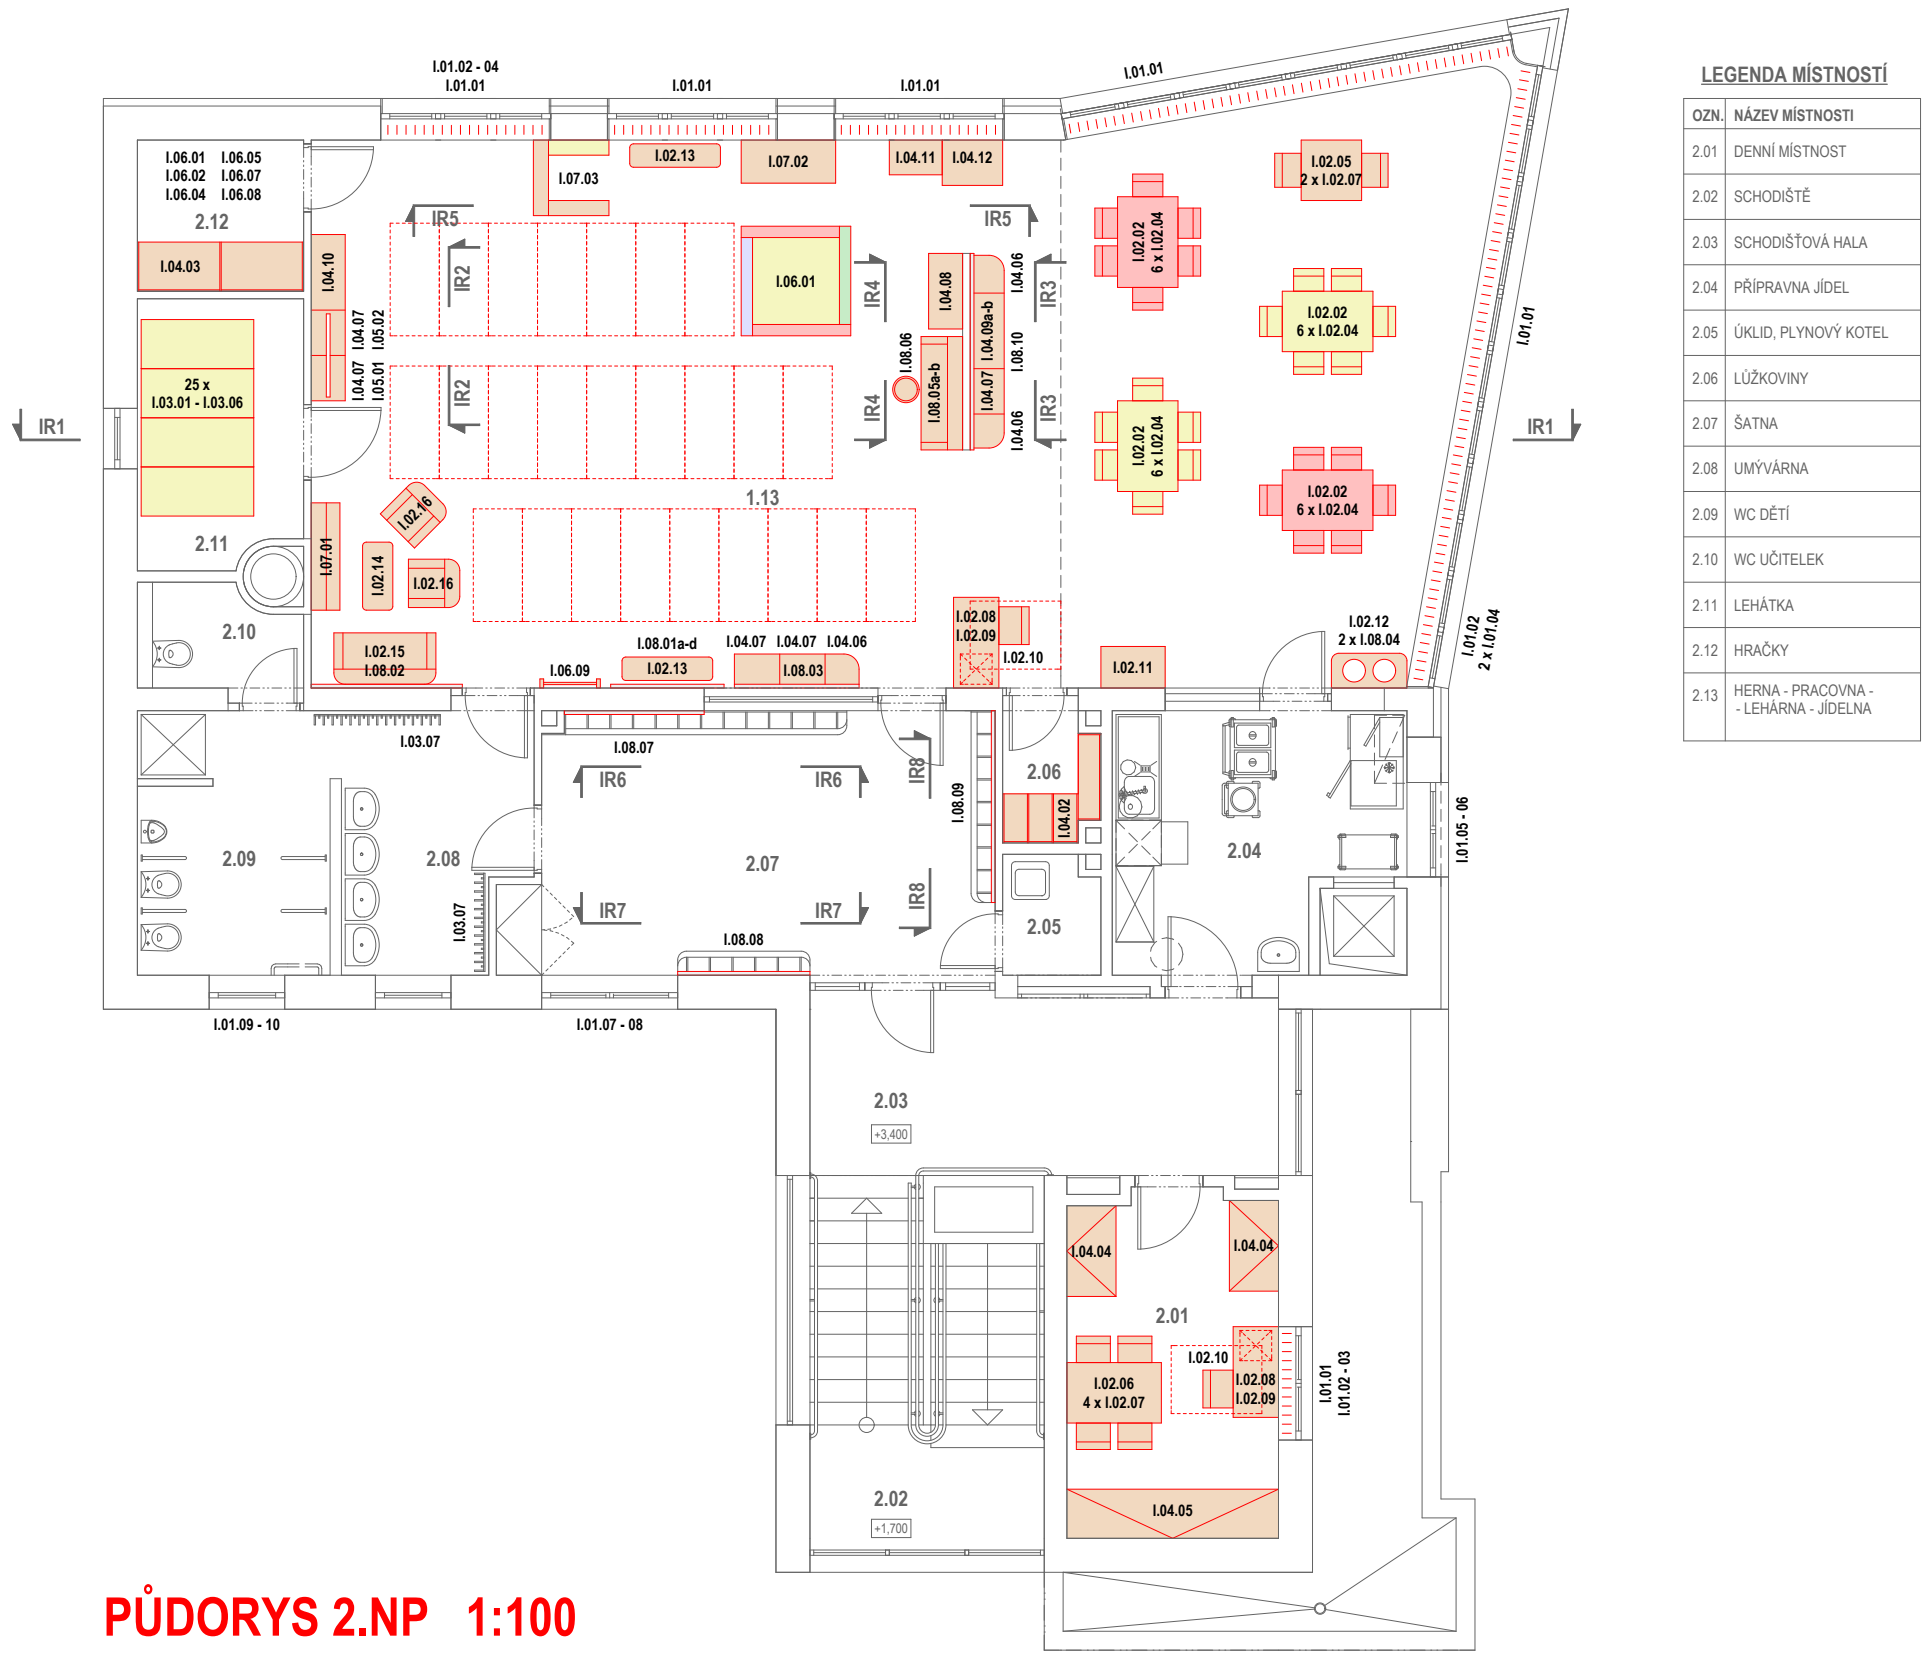 I.01.02 - 04
I.01.01
I.01.01
I.01.01
I.01.01
I.06.01 I.06.05
I.06.02 I.06.07
I.06.04 I.06.08
2.12
I.04.03
I.04.10
I.07.03
I.02.13
I.07.02
I.04.11
I.04.12
I.02.05
2 x I.02.07
IR5
IR5
IR2
I.06.01
IR4
I.04.08
I.04.06
I.04.09a-b
IR3
I.02.02
6 x I.02.04
I.02.02
6 x I.02.04
I.01.01
I.04.07
I.05.02
I.04.07
I.05.01
I.08.06
I.08.10
25 x
I.03.01 - I.03.06
IR2
IR4
I.08.05a-b
I.04.07
I.04.06
IR3
I.02.02
6 x I.02.04
IR1
IR1
I.02.02
6 x I.02.04
1.13
I.02.16
2.11
I.07.01
I.02.14
I.02.16
2.10
I.02.15
I.08.02
I.06.09
I.08.01a-d
I.02.13
I.04.07 I.04.07 I.04.06
I.08.03
I.02.08
I.02.09
I.02.10
I.02.11
I.02.12
2 x I.08.04
I.01.02
2 x I.01.04
I.03.07
I.08.07
IR6
IR6
IR8
I.08.09
2.06
I.04.02
I.01.05 - 06
2.09
2.08
2.07
2.04
I.03.07
IR7
IR7
IR8
2.05
I.08.08
I.01.09 - 10
I.01.07 - 08
2.03
+3,400
I.04.04
I.04.04
2.01
I.02.10
I.02.06
4 x I.02.07
I.02.08
I.02.09
I.01.01
I.01.02 - 03
2.02
+1,700
I.04.05
PŮDORYS 2.NP 1:100
LEGENDA MÍSTNOSTÍ
OZN. NÁZEV MÍSTNOSTI
2.01 DENNÍ MÍSTNOST
2.02 SCHODIŠTĚ
2.03 SCHODIŠŤOVÁ HALA
2.04 PŘÍPRAVNA JÍDEL
2.05 ÚKLID, PLYNOVÝ KOTEL
2.06 LŮŽKOVINY
2.07 ŠATNA
2.08 UMÝVÁRNA
2.09 WC DĚTÍ
2.10 WC UČITELEK
2.11 LEHÁTKA
2.12 HRAČKY
2.13 HERNA - PRACOVNA -
- LEHÁRNA - JÍDELNA